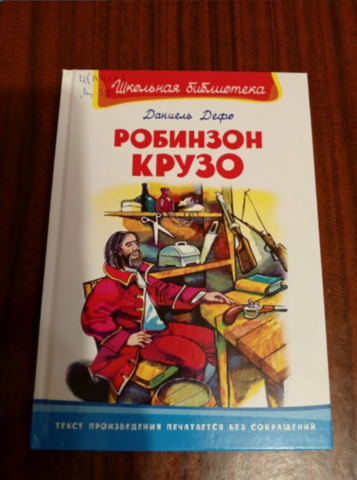 Школьная библиотека
Даниель Дефо
РОБИНЗОН
КРУЗО
ТЕКСТ ПРОИЗВЕДЕНИЯ ПЕЧАТАЕТСЯ БЕЗ СОКРАЩЕНИЙ